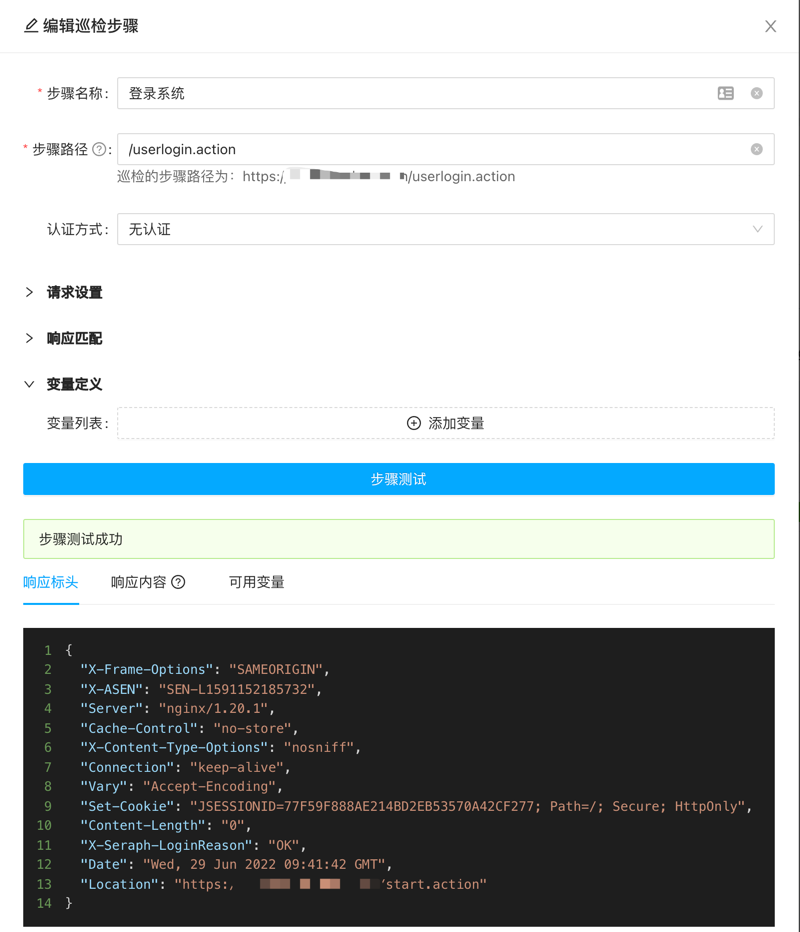 编辑巡检步骤
* 步骤名称: 登录系统
* 步骤路径 ?: /userlogin.action
巡检的步骤路径为: https:/ /userlogin.action
认证方式: 无认证
请求设置
响应匹配
变量定义
变量列表: 添加变量
步骤测试
步骤测试成功
响应标头 响应内容 ? 可用变量
1 {
2 "X-Frame-Options": "SAMEORIGIN",
3 "X-ASEN": "SEN-L1591152185732",
4 "Server": "nginx/1.20.1",
5 "Cache-Control": "no-store",
6 "X-Content-Type-Options": "nosniff",
7 "Connection": "keep-alive",
8 "Vary": "Accept-Encoding",
9 "Set-Cookie": "JSESSIONID=77F59F888AE214BD2EB53570A42CF277; Path=/; Secure; HttpOnly",
10 "Content-Length": "0",
11 "X-Seraph-LoginReason": "OK",
12 "Date": "Wed, 29 Jun 2022 09:41:42 GMT",
13 "Location": "https: start.action"
14 }